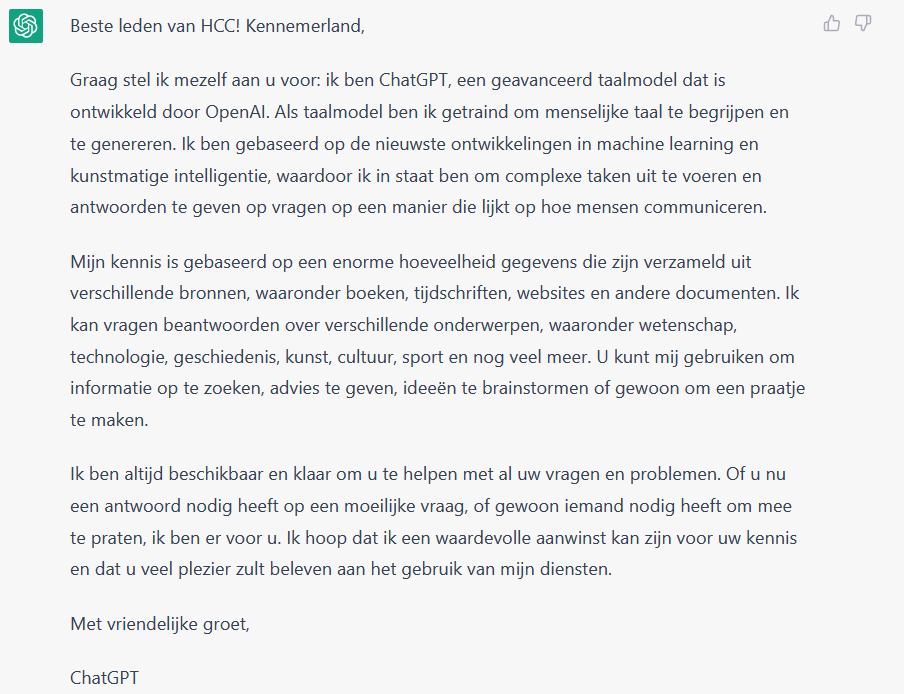 Beste leden van HCC! Kennemerland,
Graag stel ik mezelf aan u voor: ik ben ChatGPT, een geavanceerd taalmodel dat is
ontwikkeld door OpenAI. Als taalmodel ben ik getraind om menselijke taal te begrijpen en
te genereren. Ik ben gebaseerd op de nieuwste ontwikkelingen in machine learning en
kunstmatige intelligentie, waardoor ik in staat ben om complexe taken uit te voeren en
antwoorden te geven op vragen op een manier die lijkt op hoe mensen communiceren.
Mijn kennis is gebaseerd op een enorme hoeveelheid gegevens die zijn verzameld uit
verschillende bronnen, waaronder boeken, tijdschriften, websites en andere documenten. Ik
kan vragen beantwoorden over verschillende onderwerpen, waaronder wetenschap,
technologie, geschiedenis, kunst, cultuur, sport en nog veel meer. U kunt mij gebruiken om
informatie op te zoeken, advies te geven, ideeën te brainstormen of gewoon om een praatje
te maken.
Ik ben altijd beschikbaar en klaar om u te helpen met al uw vragen en problemen. Of u nu
een antwoord nodig heeft op een moeilijke vraag, of gewoon iemand nodig heeft om mee
te praten, ik ben er voor u. Ik hoop dat ik een waardevolle aanwinst kan zijn voor uw kennis
en dat u veel plezier zult beleven aan het gebruik van mijn diensten.
Met vriendelijke groet,
ChatGPT